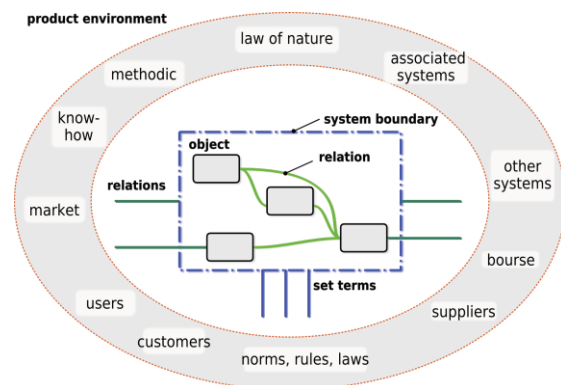 product environment
law of nature
associated
systems
methodic
know-
how
system boundary
object
relation
relations
other
systems
market
bourse
set terms
users
suppliers
customers
norms, rules, laws